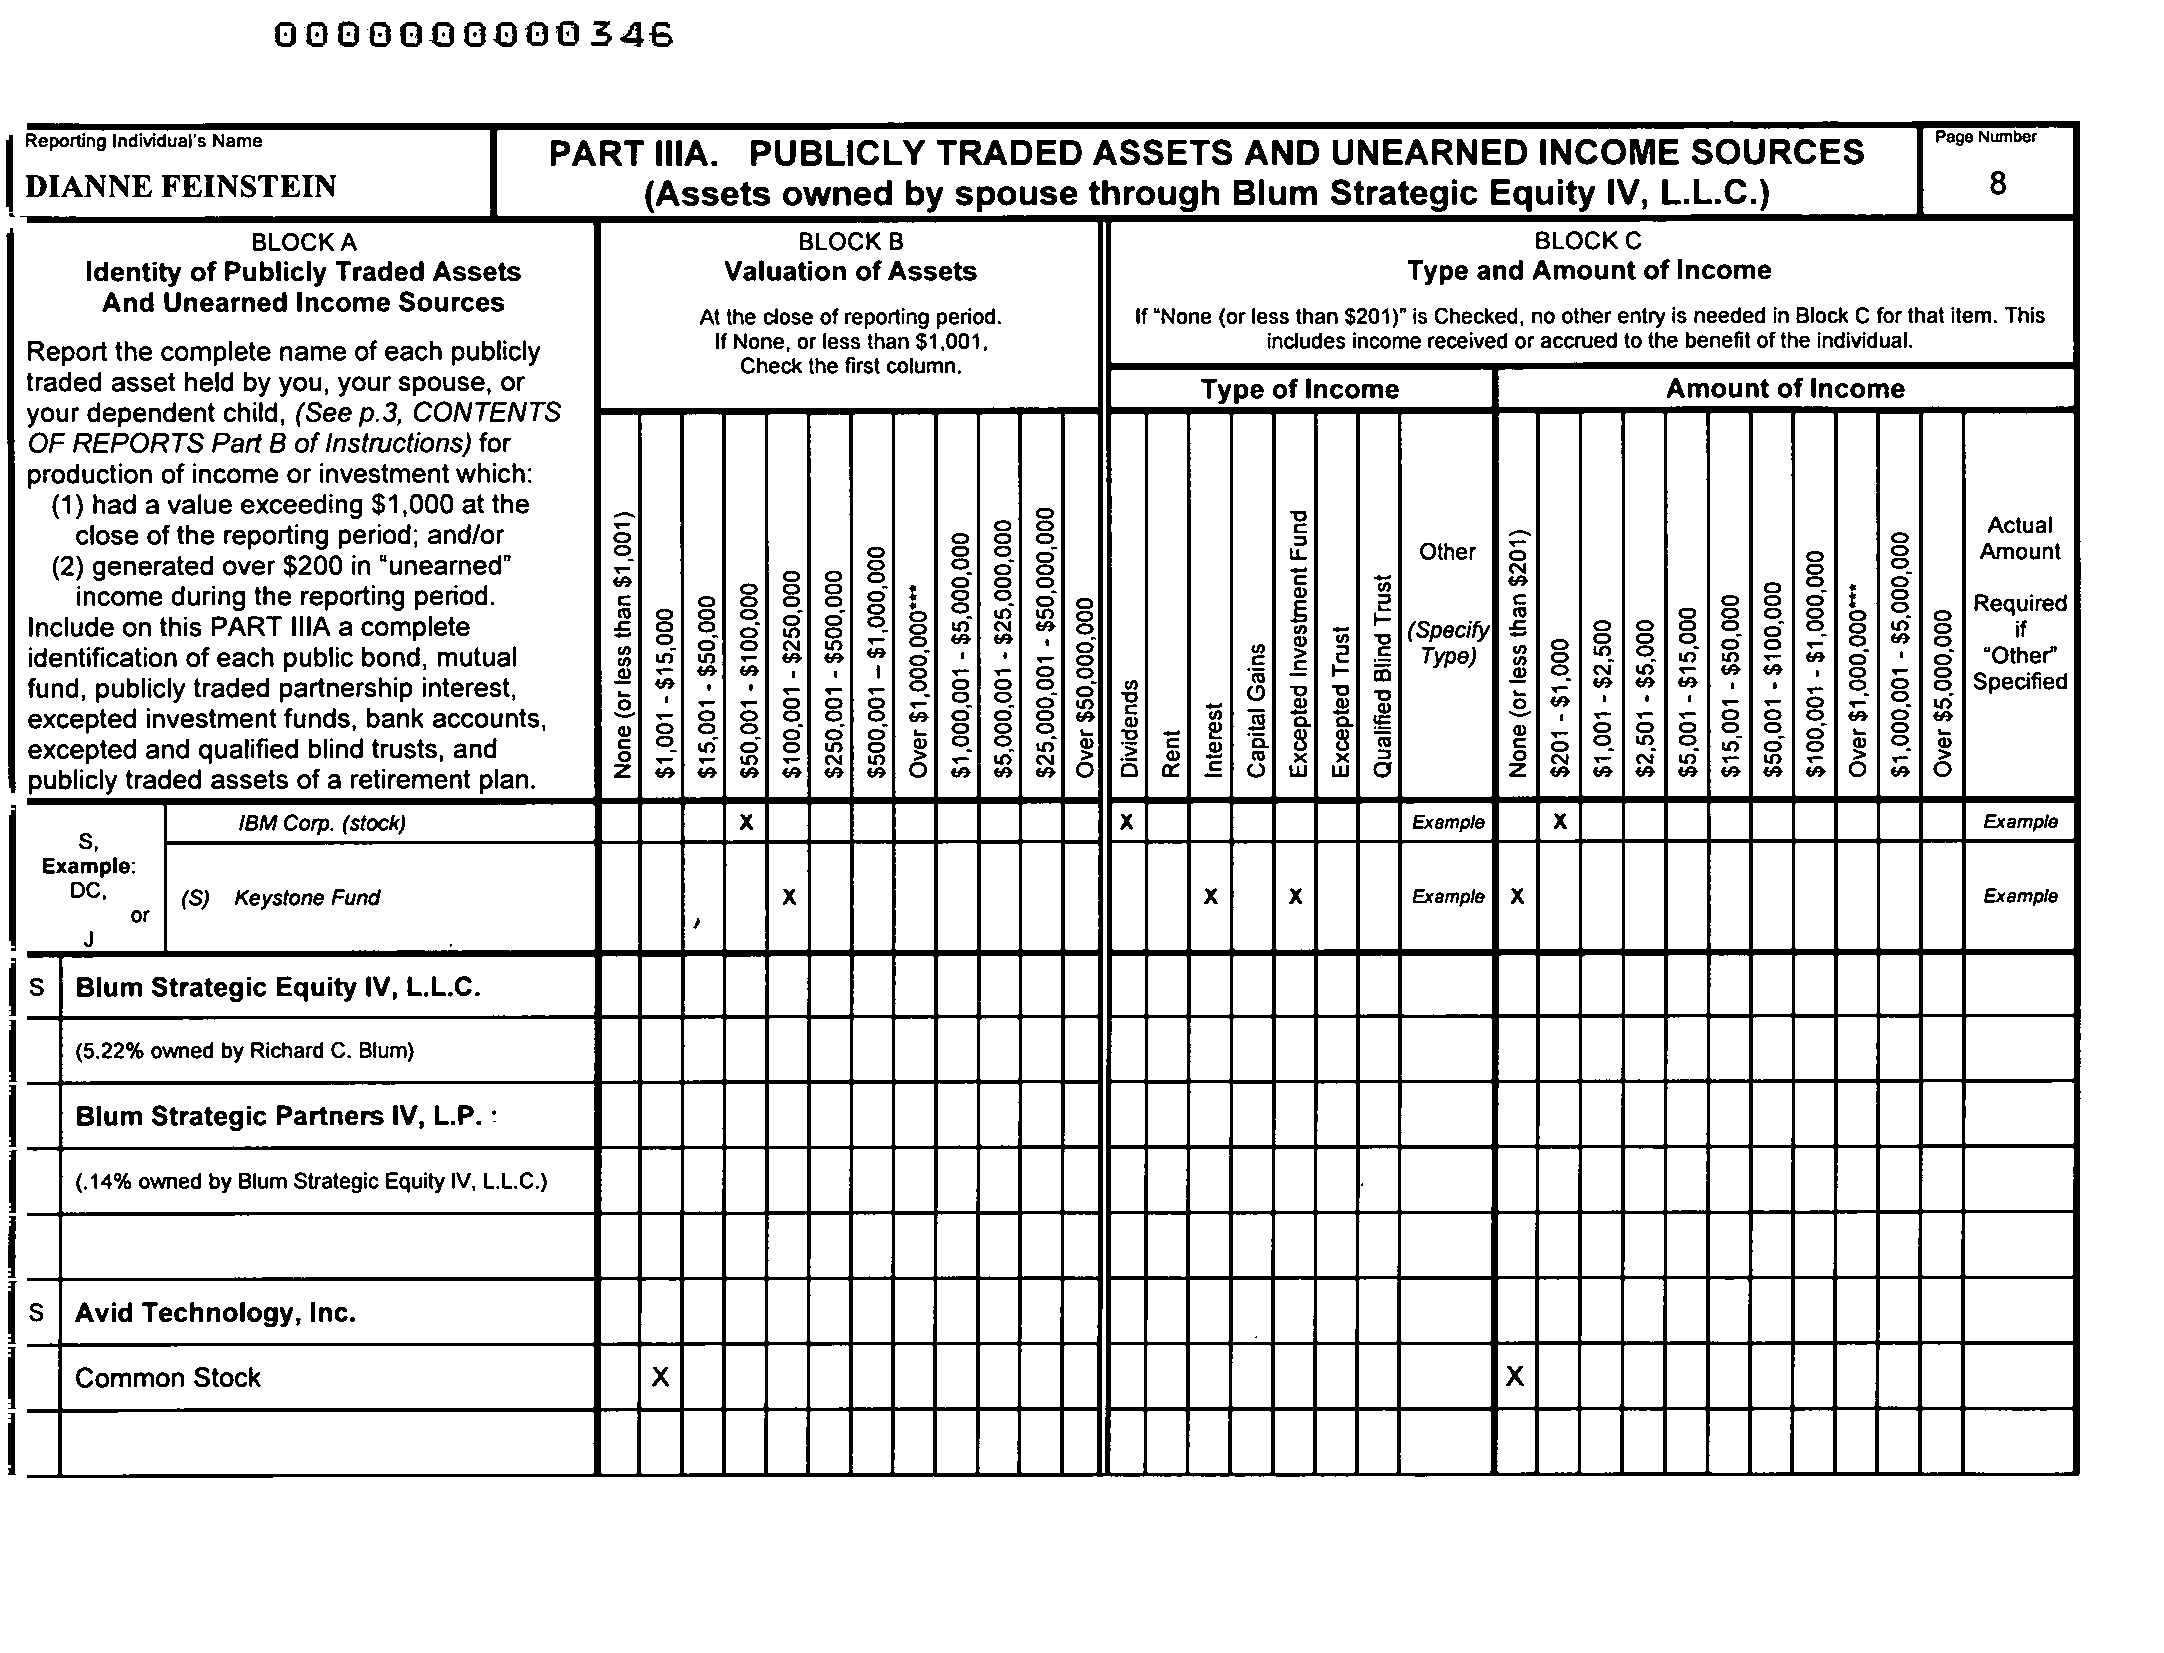 0000000000346
Reporting Individual's Name
DIANNE FEINSTEIN
PART IIIA. PUBLICLY TRADED ASSETS AND UNEARNED INCOME SOURCES
(Assets owned by spouse through Blum Strategic Equity IV, L.L.C.)
Page Number
8
BLOCK A
Identity of Publicly Traded Assets
And Unearned Income Sources
Report the complete name of each publicly
traded asset held by you, your spouse, or
your dependent child, (See p.3, CONTENTS
OF REPORTS Part B of Instructions) for
production of income or investment which:
(1) had a value exceeding $1,000 at the
close of the reporting period; and/or
(2) generated over $200 in "unearned"
income during the reporting period.
Include on this PART IIIA a complete
identification of each public bond, mutual
fund, publicly traded partnership interest,
excepted investment funds, bank accounts,
excepted and qualified blind trusts, and
publicly traded assets of a retirement plan.
BLOCK B
Valuation of Assets
At the close of reporting period.
If None, or less than $1,001,
Check the first column.
None (or less than $1,001)
$1,001 - $15,000
$15,001 - $50,000
$50,001 - $100,000
$100,001 - $250,000
$250,001 - $500,000
$500,001 – $1,000,000
Over $1,000,000***
$1,000,001 - $5,000,000
$5,000,001 - $25,000,000
$25,000,001 - $50,000,000
Over $50,000,000
BLOCK C
Type and Amount of Income
If "None (or less than $201)" is Checked, no other entry is needed in Block C for that item. This
includes income received or accrued to the benefit of the individual.
Type of Income
Dividends
Rent
Interest
Capital Gains
Excepted Investment Fund
Excepted Trust
Qualified Blind Trust
Other
(Specify
Type)
Amount of Income
None (or less than $201)
$201 - $1,000
$1,001 - $2,500
$2,501 - $5,000
$5,001 - $15,000
$15,001 - $50,000
$50,001 - $100,000
$100,001 - $1,000,000
Over $1,000,000***
$1,000,001 - $5,000,000
Over $5,000,000
Actual
Amount
Required
if
"Other"
Specified
S,
Example:
DC,
or
J
IBM Corp. (stock) X X Example X Example
(S) Keystone Fund X X X Example X Example
S Blum Strategic Equity IV, L.L.C.
(5.22% owned by Richard C. Blum)
Blum Strategic Partners IV, L.P. :
(.14% owned by Blum Strategic Equity IV, L.L.C.)
S Avid Technology, Inc.
Common Stock X X